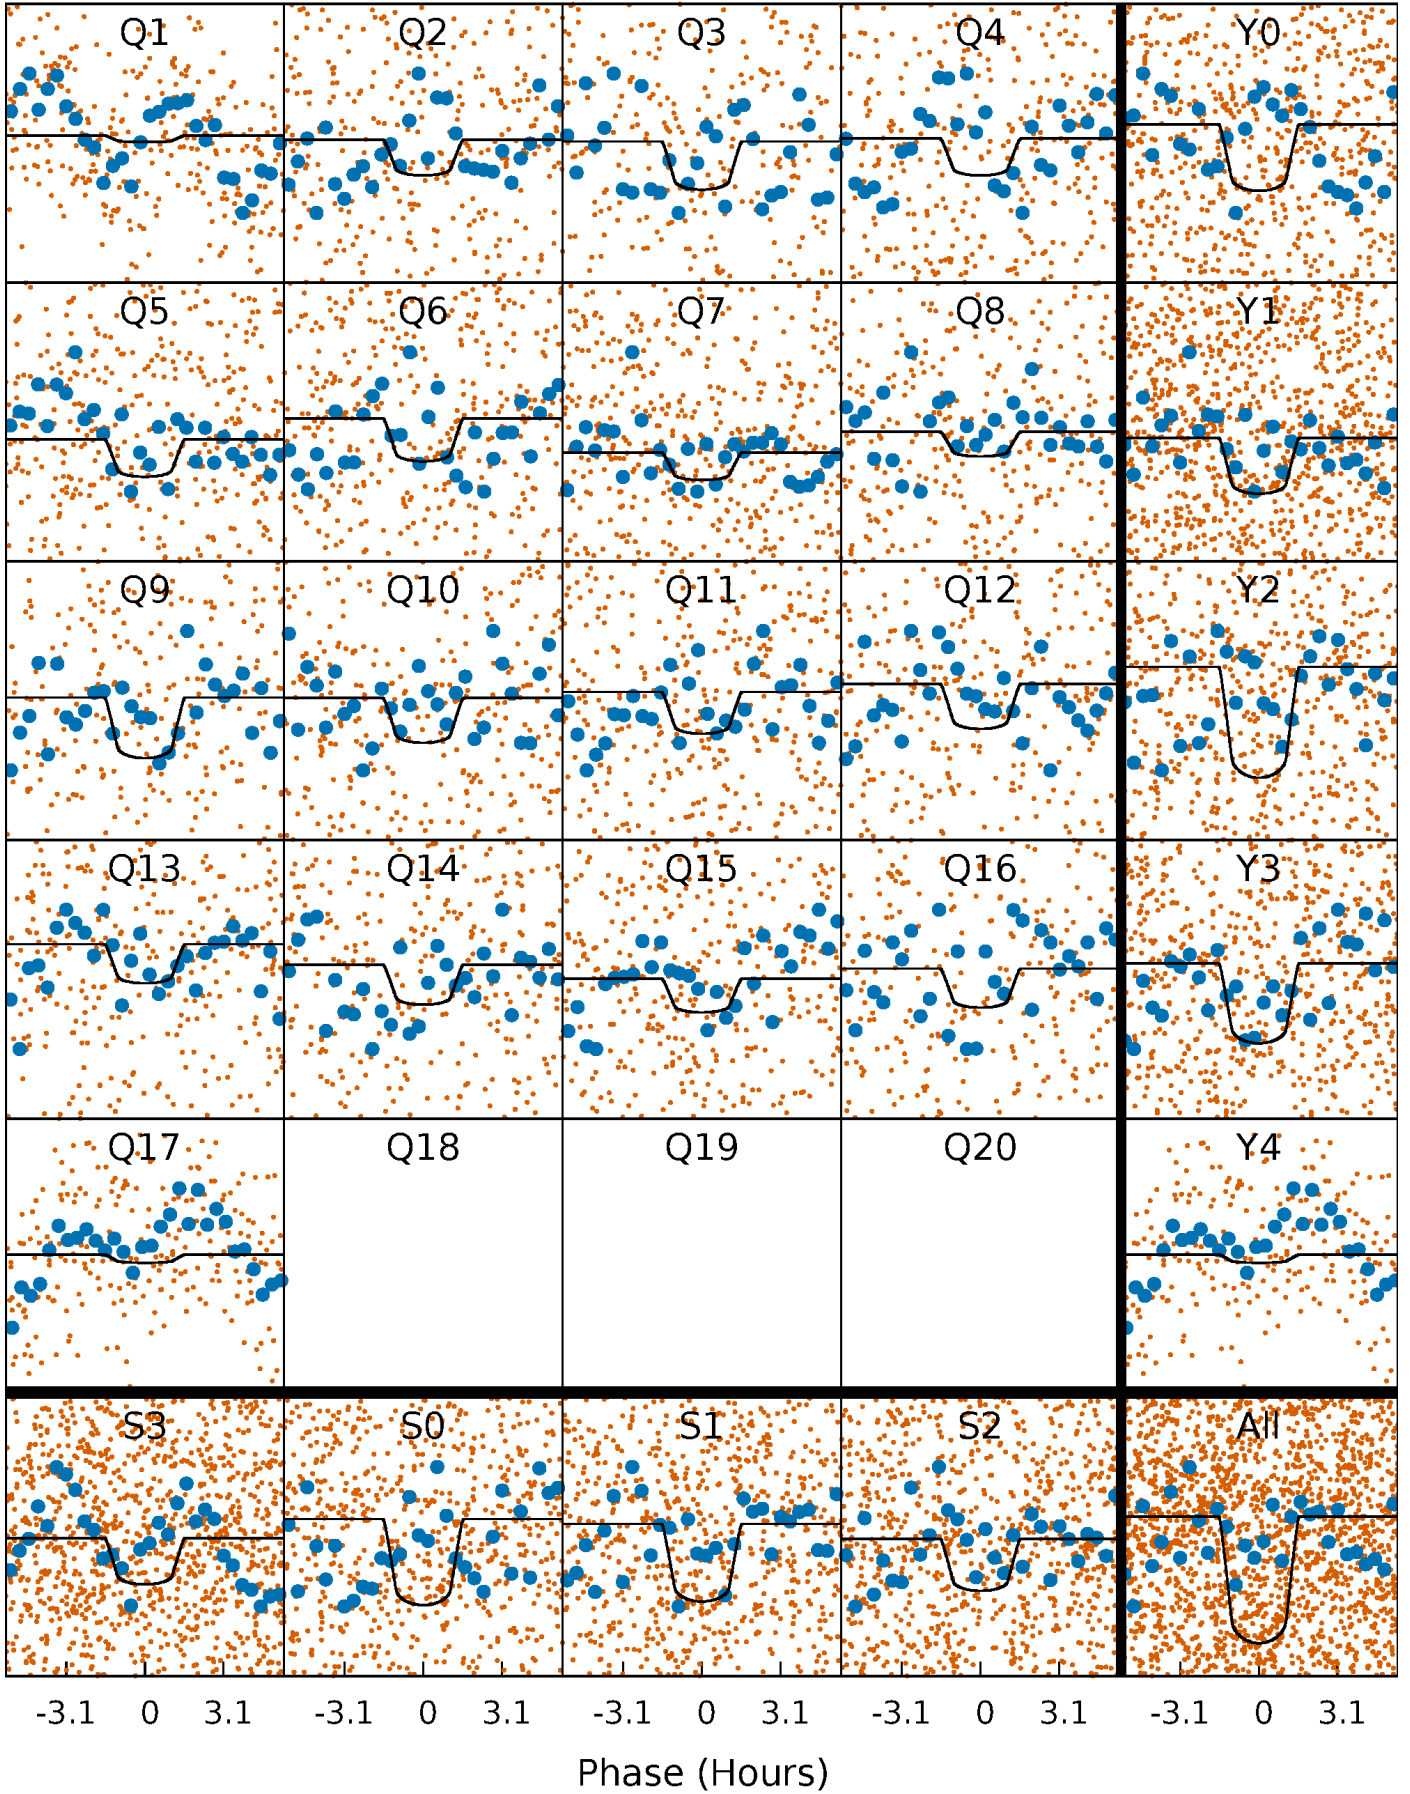 Q1 Q2 Q3 Q4 Y0
Q5 Q6 Q7 Q8 Y1
Q9 Q10 Q11 Q12 Y2
Q13 Q14 Q15 Q16 Y3
Q17 Q18 Q19 Q20 Y4
S3 S0 S1 S2 All
-3.1 0 3.1 -3.1 0 3.1 -3.1 0 3.1 -3.1 0 3.1 -3.1 0 3.1
Phase (Hours)